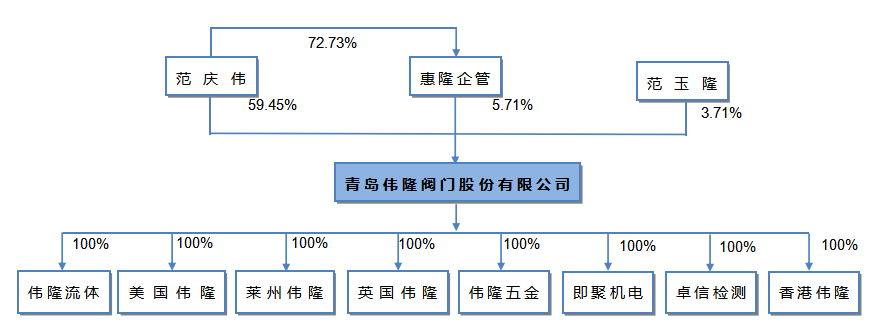 72.73%
范庆伟
惠隆企管
范玉隆
59.45%
5.71%
3.71%
青岛伟隆阀门股份有限公司
100%
100%
100%
100%
100%
100%
100%
100%
伟隆流体
美国伟隆
莱州伟隆
英国伟隆
伟隆五金
即聚机电
卓信检测
香港伟隆